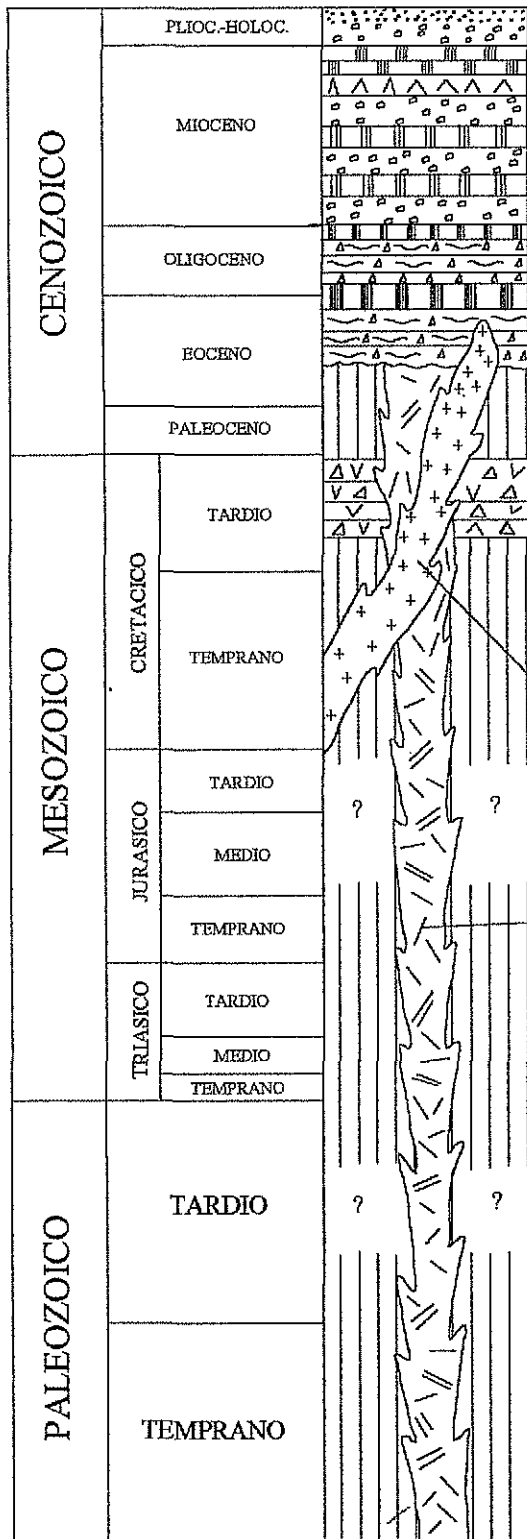 CENOZOICO
PLIOC.-HOLOC.
MIOCENO
OLIGOCENO
EOCENO
PALEOCENO
MESOZOICO
CRETACICO
TARDIO
TEMPRANO
JURASICO
TARDIO
MEDIO
TEMPRANO
? ?
TRIASICO
TARDIO
MEDIO
TEMPRANO
PALEOZOICO
TARDIO
? ?
TEMPRANO